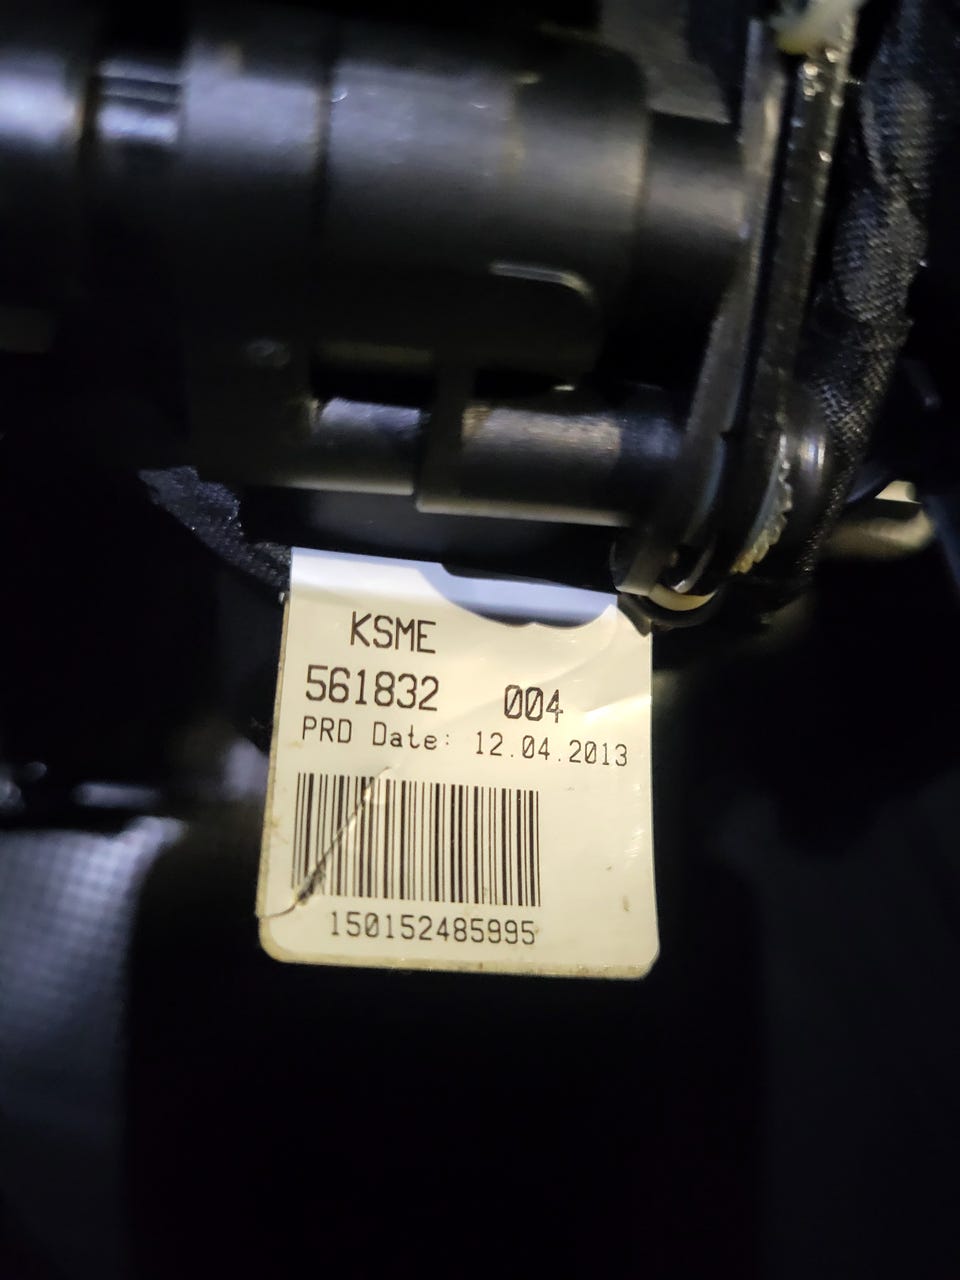 KSME
561832 004
PRD Date: 12.04.2013
150152485995